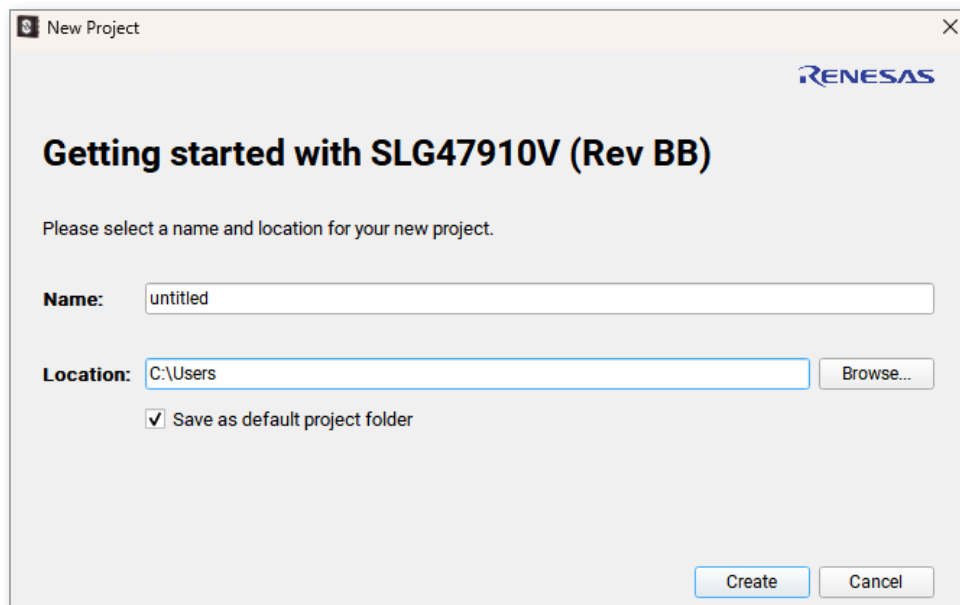 New Project
RENESAS
Getting started with SLG47910V (Rev BB)
Please select a name and location for your new project.
Name: untitled
Location: C:\Users Browse...
Save as default project folder
Create Cancel